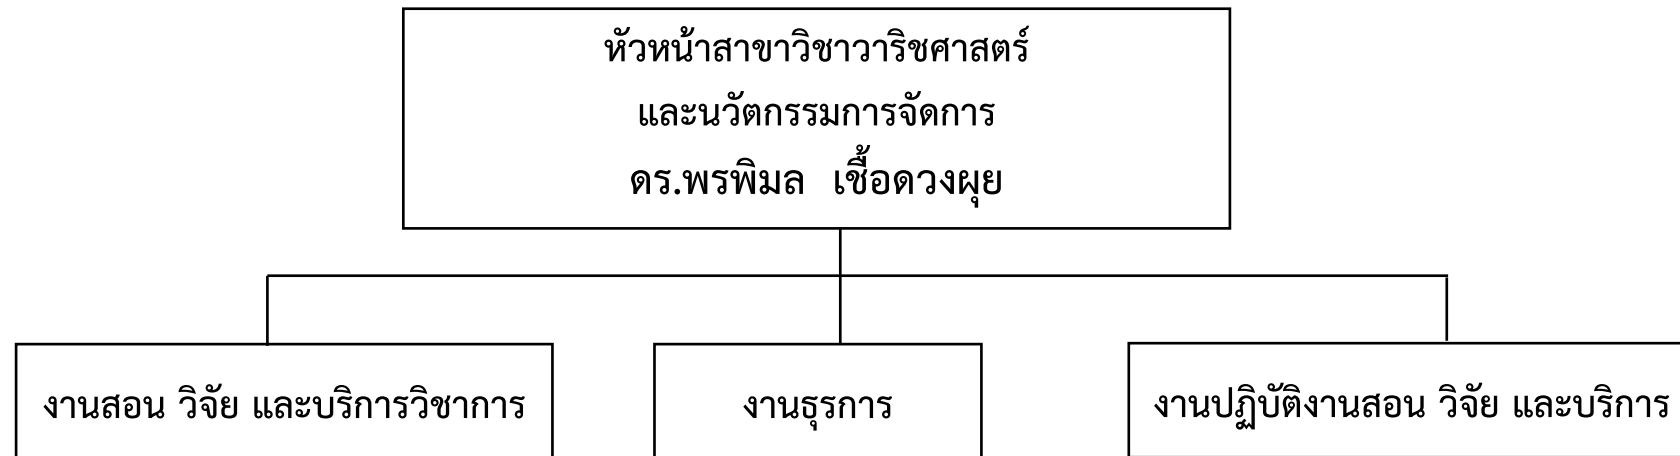 หัวหน้าสาขาวิชาวาริชศาสตร์
และนวัตกรรมการจัดการ
ดร.พรพิมล เชื้อดวงผุย
งานสอน วิจัย และบริการวิชาการ
งานธุรการ
งานปฏิบัติงานสอน วิจัย และบริการ